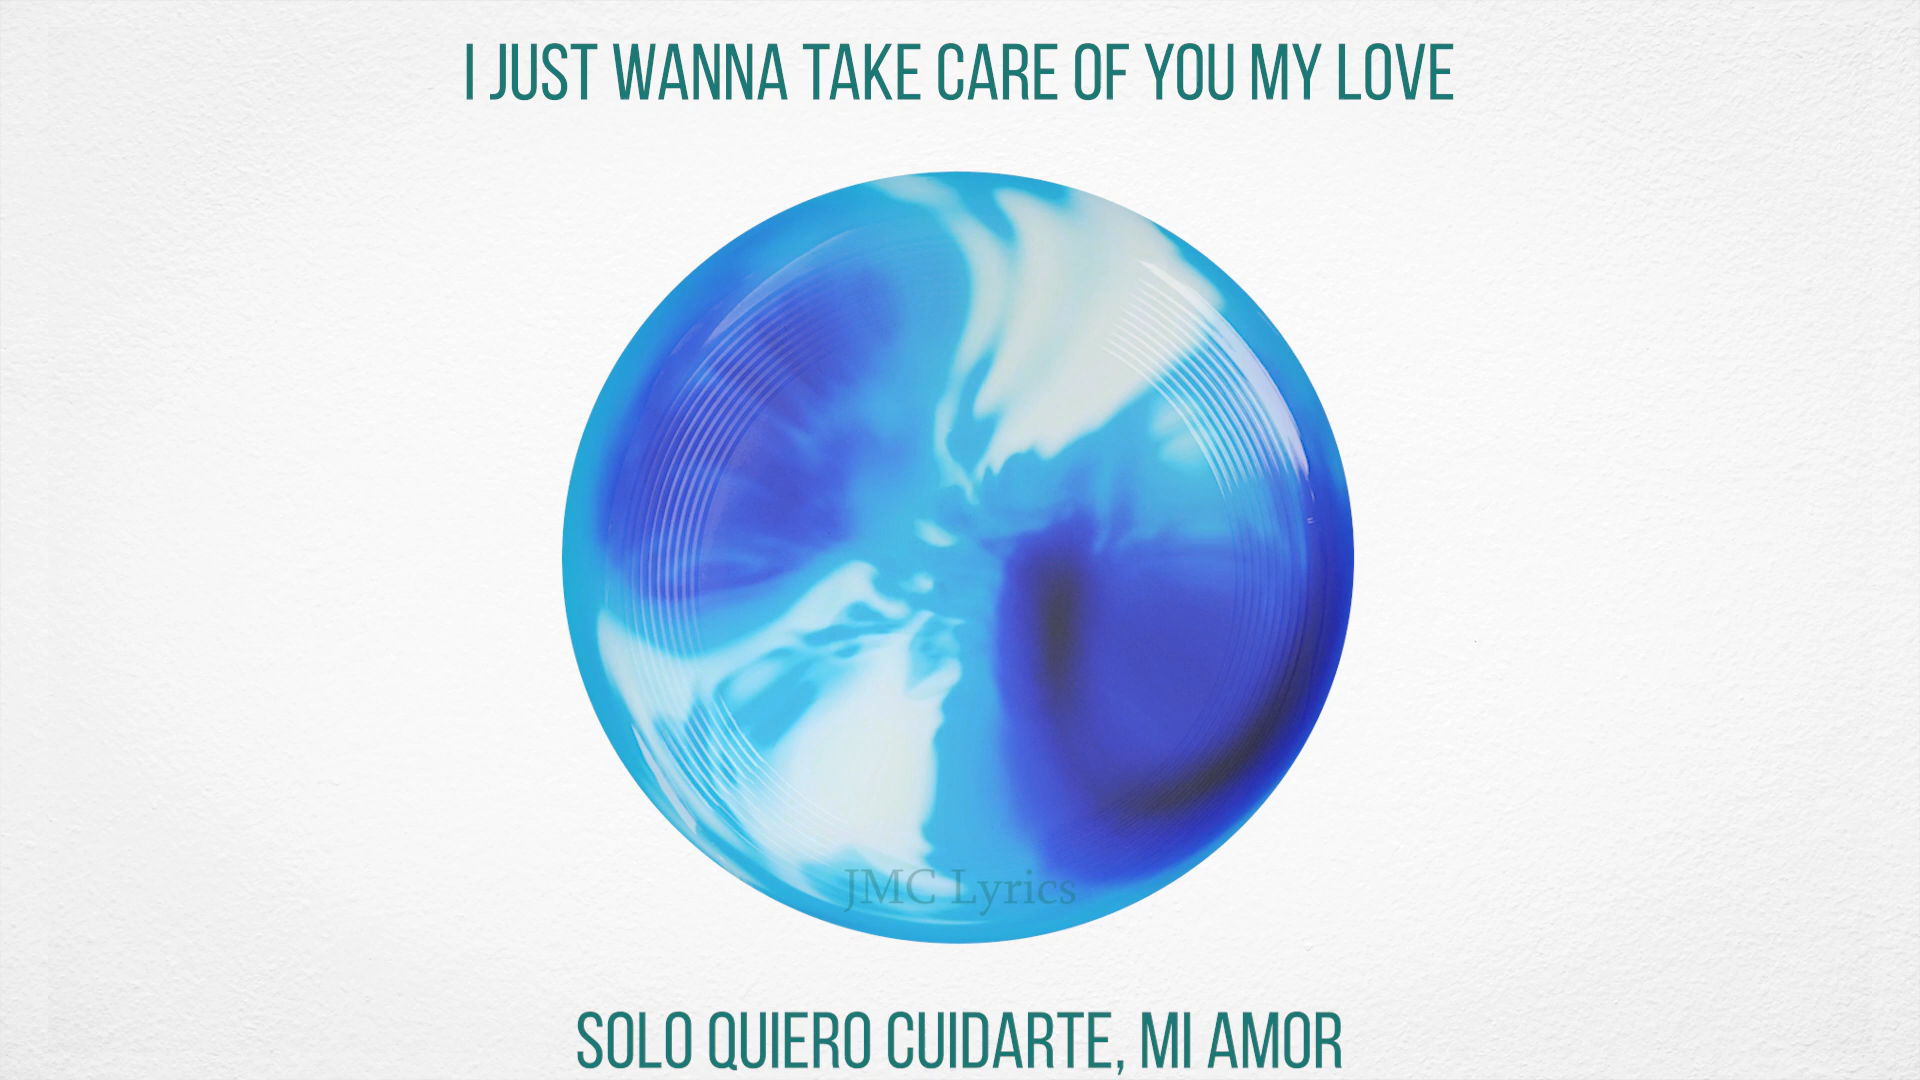 I JUST WANNA TAKE CARE OF YOU MY LOVE
JMC Lyrics
SOLO QUIERO CUIDARTE, MI AMOR